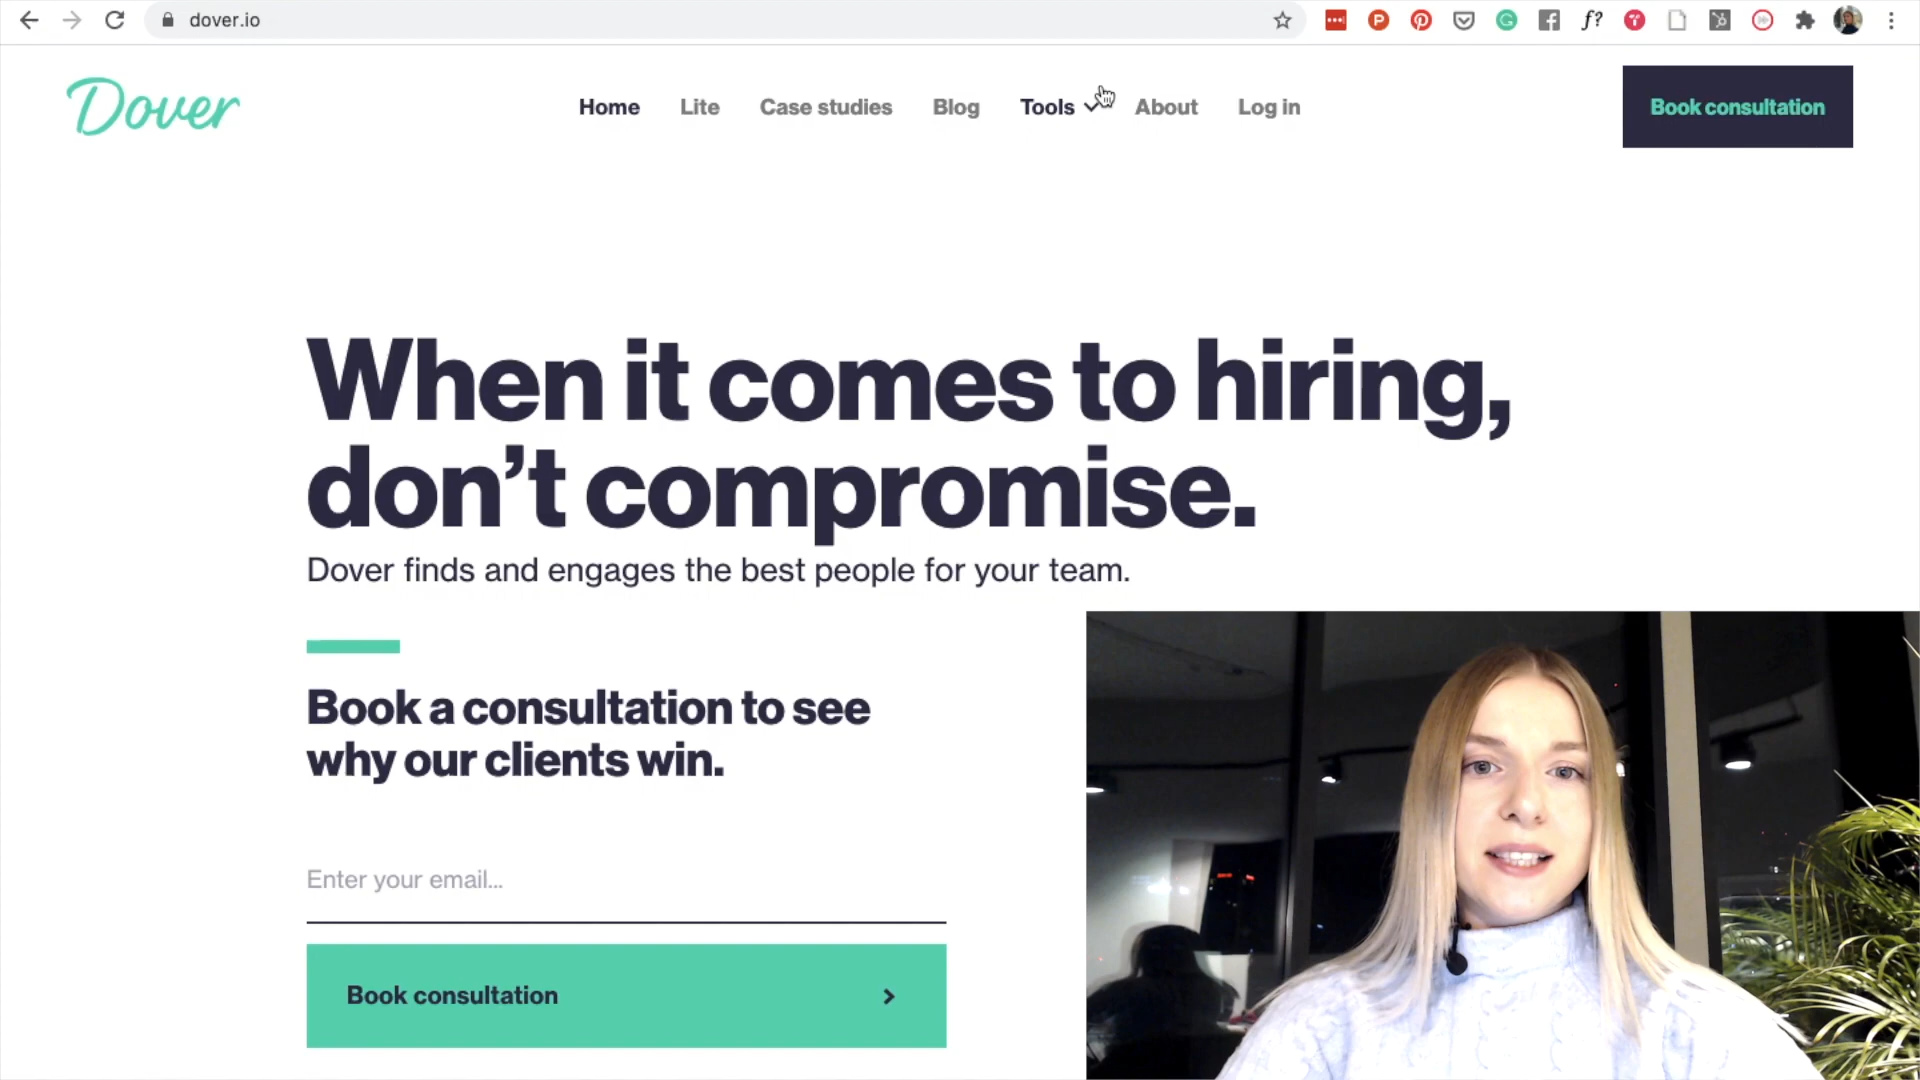 dover.io
Dover
Home
Lite
Case studies
Blog
Tools
About
Log in
Book consultation
When it comes to hiring,
don’t compromise.
Dover finds and engages the best people for your team.
Book a consultation to see
why our clients win.
Enter your email...
Book consultation